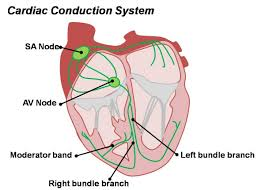 Cardiac Conduction System
SA Node
AV Node
Moderator band
Left bundle branch
Right bundle branch